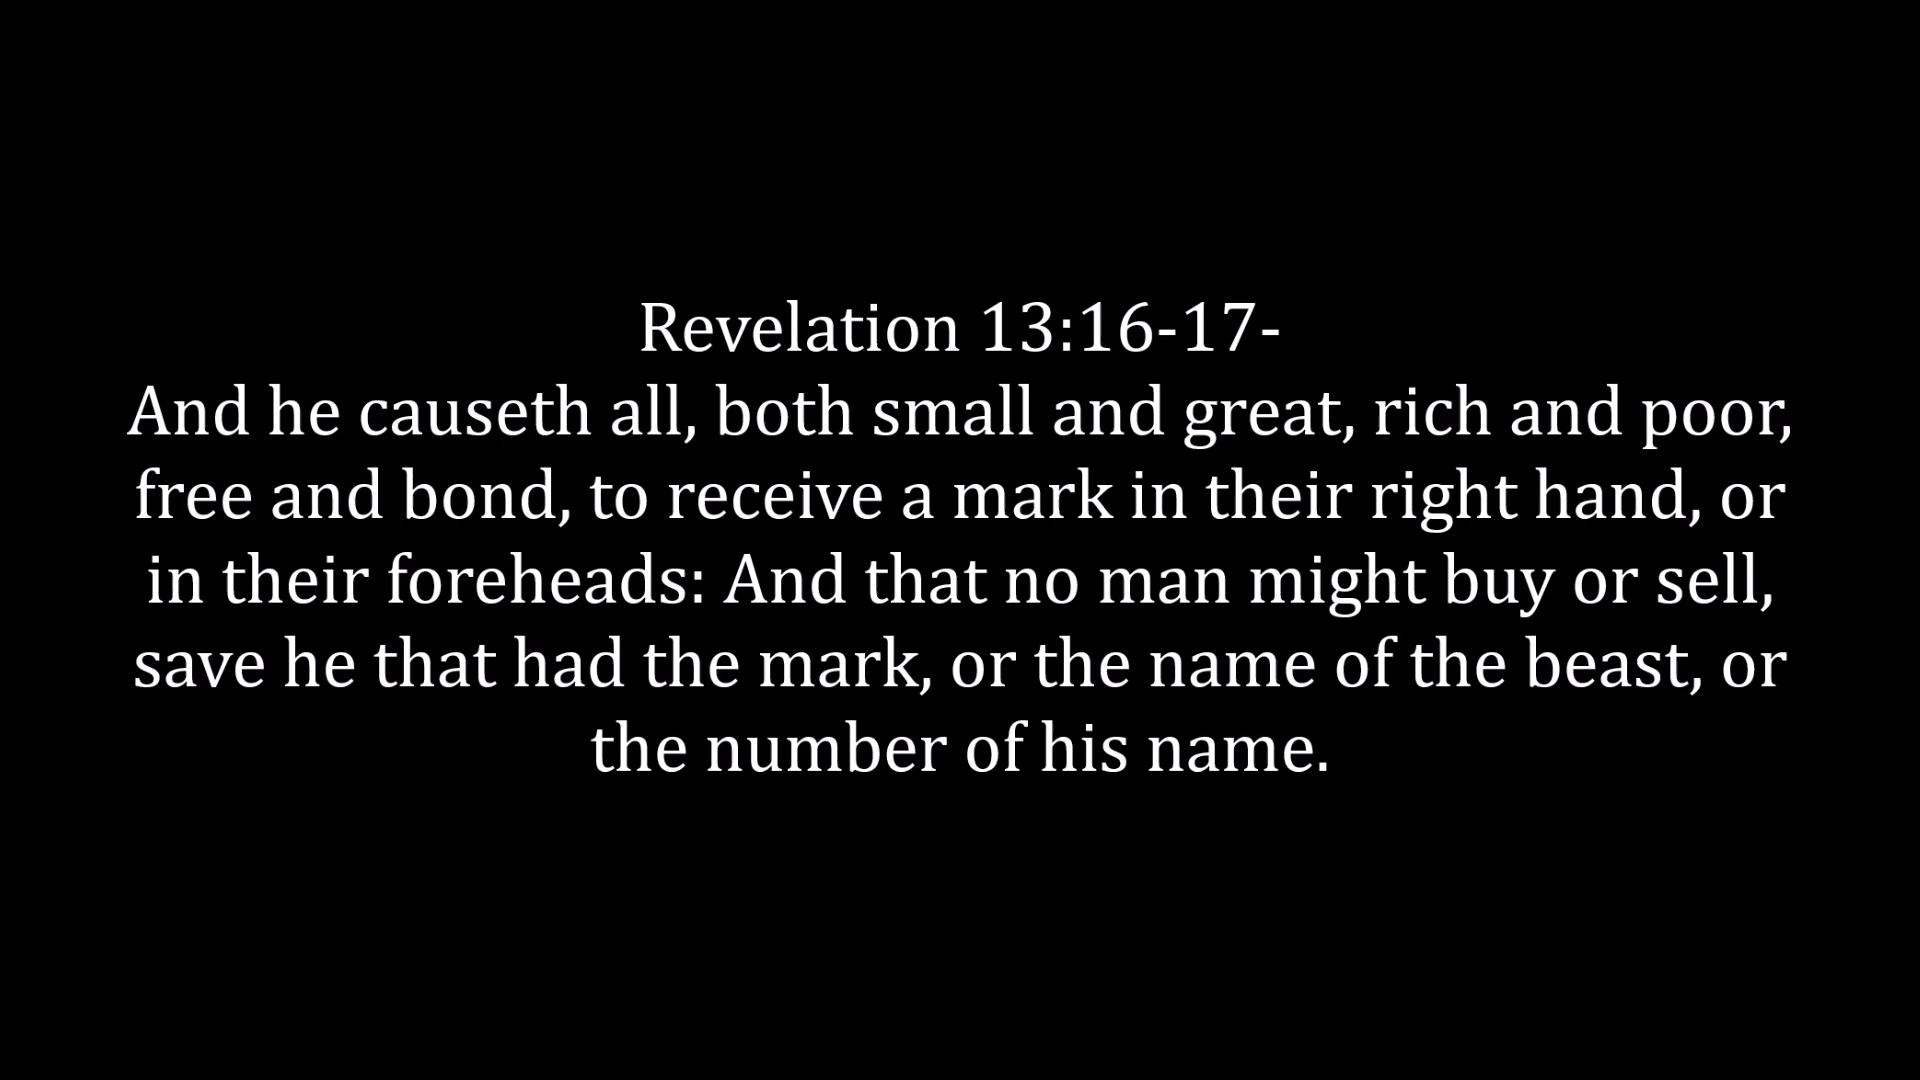 Revelation 13:16-17-
And he causeth all, both small and great, rich and poor,
free and bond, to receive a mark in their right hand, or
in their foreheads: And that no man might buy or sell,
save he that had the mark, or the name of the beast, or
the number of his name.